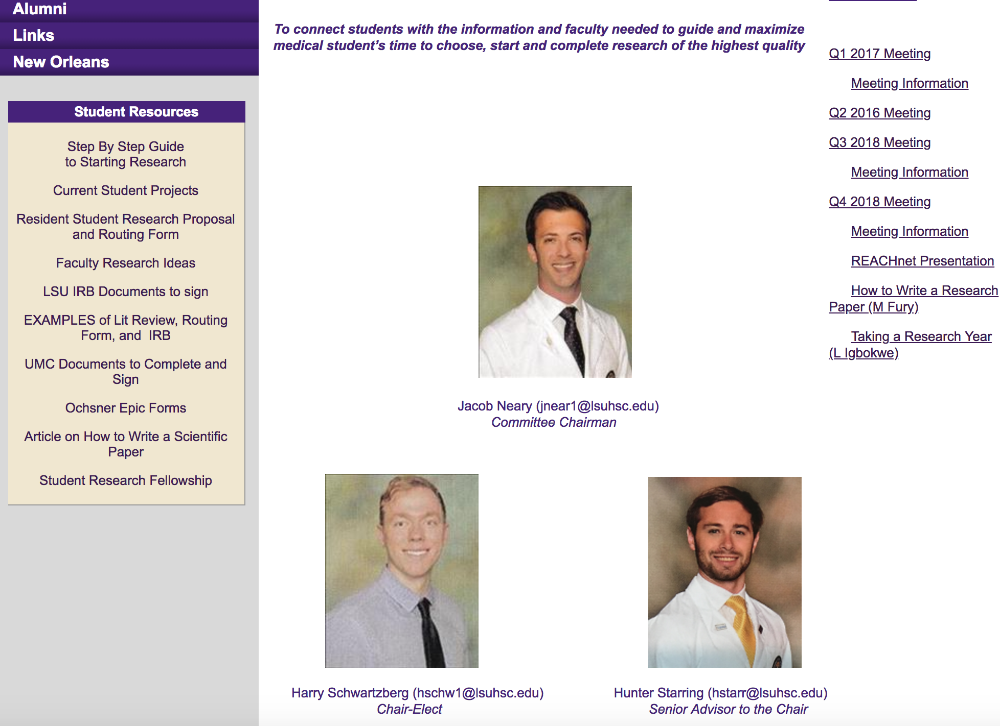 Alumni
Links
New Orleans
Student Resources
Step By Step Guide
to Starting Research
Current Student Projects
Resident Student Research Proposal
and Routing Form
Faculty Research Ideas
LSU IRB Documents to sign
EXAMPLES of Lit Review, Routing
Form, and  IRB
UMC Documents to Complete and
Sign
Ochsner Epic Forms
Article on How to Write a Scientific
Paper
Student Research Fellowship
To connect students with the information and faculty needed to guide and maximize
medical student’s time to choose, start and complete research of the highest quality
Jacob Neary (jnear1@lsuhsc.edu)
Committee Chairman
Harry Schwartzberg (hschw1@lsuhsc.edu)
Chair-Elect
Hunter Starring (hstarr@lsuhsc.edu)
Senior Advisor to the Chair
Q1 2017 Meeting
Meeting Information
Q2 2016 Meeting
Q3 2018 Meeting
Meeting Information
Q4 2018 Meeting
Meeting Information
REACHnet Presentation
How to Write a Research
Paper (M Fury)
Taking a Research Year
(L Igbokwe)